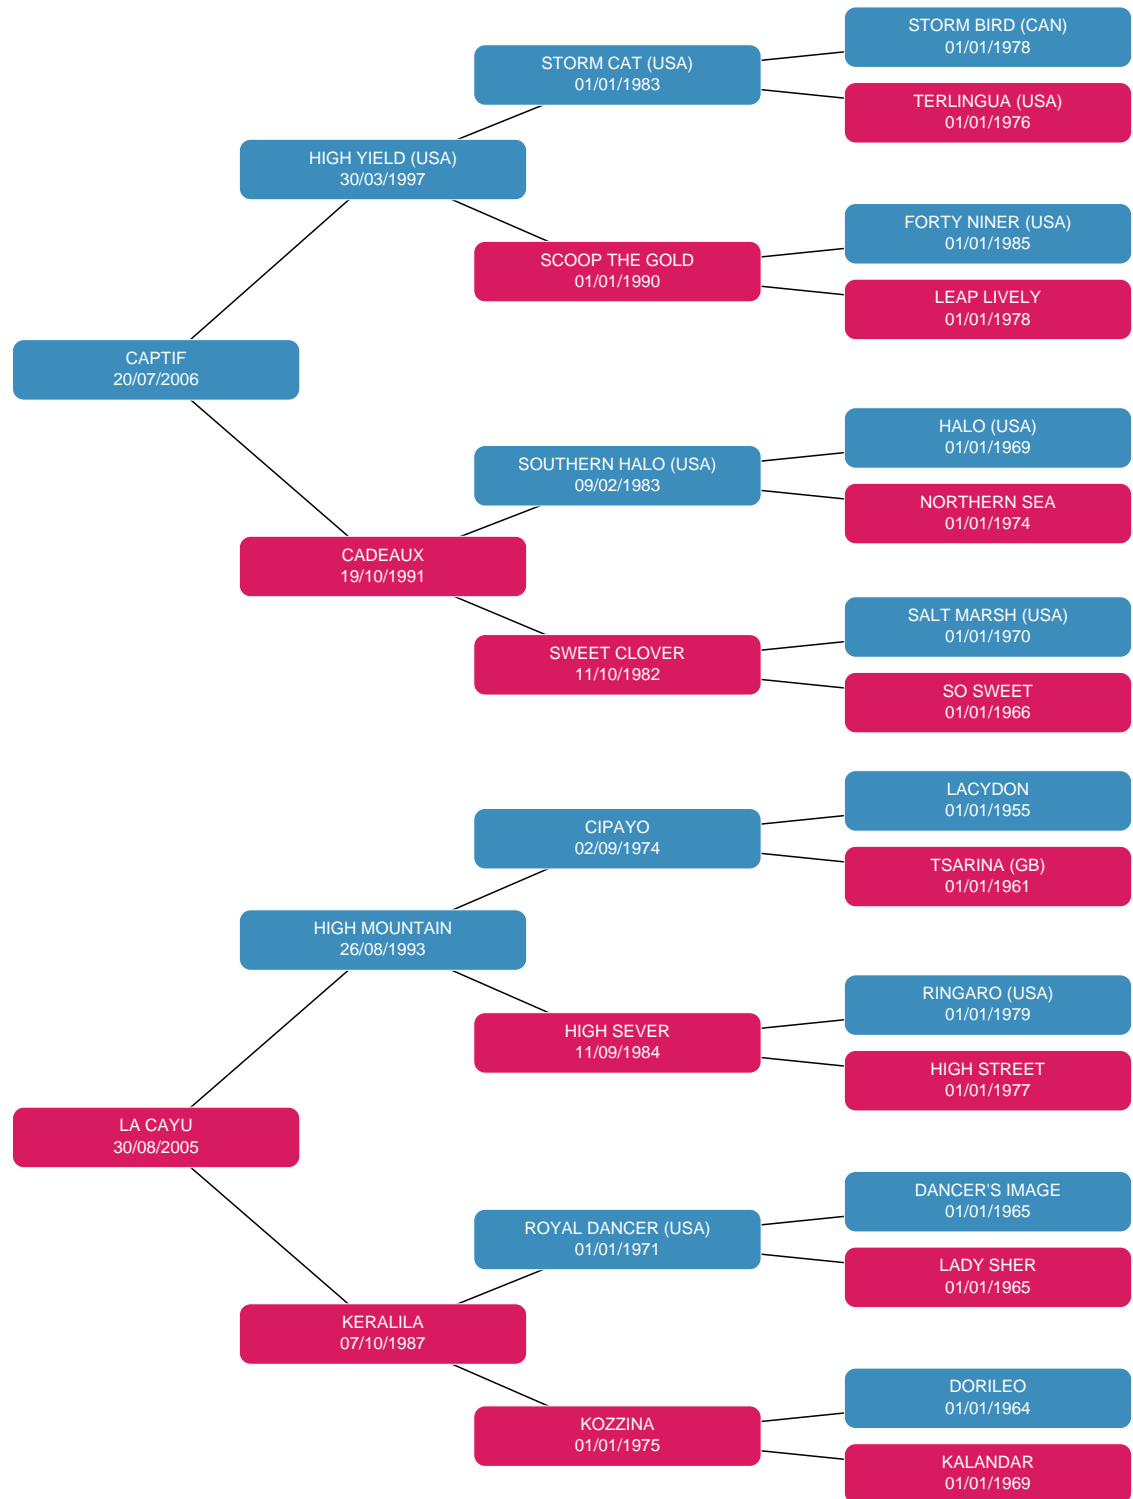 STORM BIRD (CAN)
01/01/1978
STORM CAT (USA)
01/01/1983
TERLINGUA (USA)
01/01/1976
HIGH YIELD (USA)
30/03/1997
FORTY NINER (USA)
01/01/1985
SCOOP THE GOLD
01/01/1990
LEAP LIVELY
01/01/1978
CAPTIF
20/07/2006
HALO (USA)
01/01/1969
SOUTHERN HALO (USA)
09/02/1983
NORTHERN SEA
01/01/1974
CADEAUX
19/10/1991
SALT MARSH (USA)
01/01/1970
SWEET CLOVER
11/10/1982
SO SWEET
01/01/1966
LACYDON
01/01/1955
CIPAYO
02/09/1974
TSARINA (GB)
01/01/1961
HIGH MOUNTAIN
26/08/1993
RINGARO (USA)
01/01/1979
HIGH SEVER
11/09/1984
HIGH STREET
01/01/1977
LA CAYU
30/08/2005
DANCER'S IMAGE
01/01/1965
ROYAL DANCER (USA)
01/01/1971
LADY SHER
01/01/1965
KERALILA
07/10/1987
DORILEO
01/01/1964
KOZZINA
01/01/1975
KALANDAR
01/01/1969